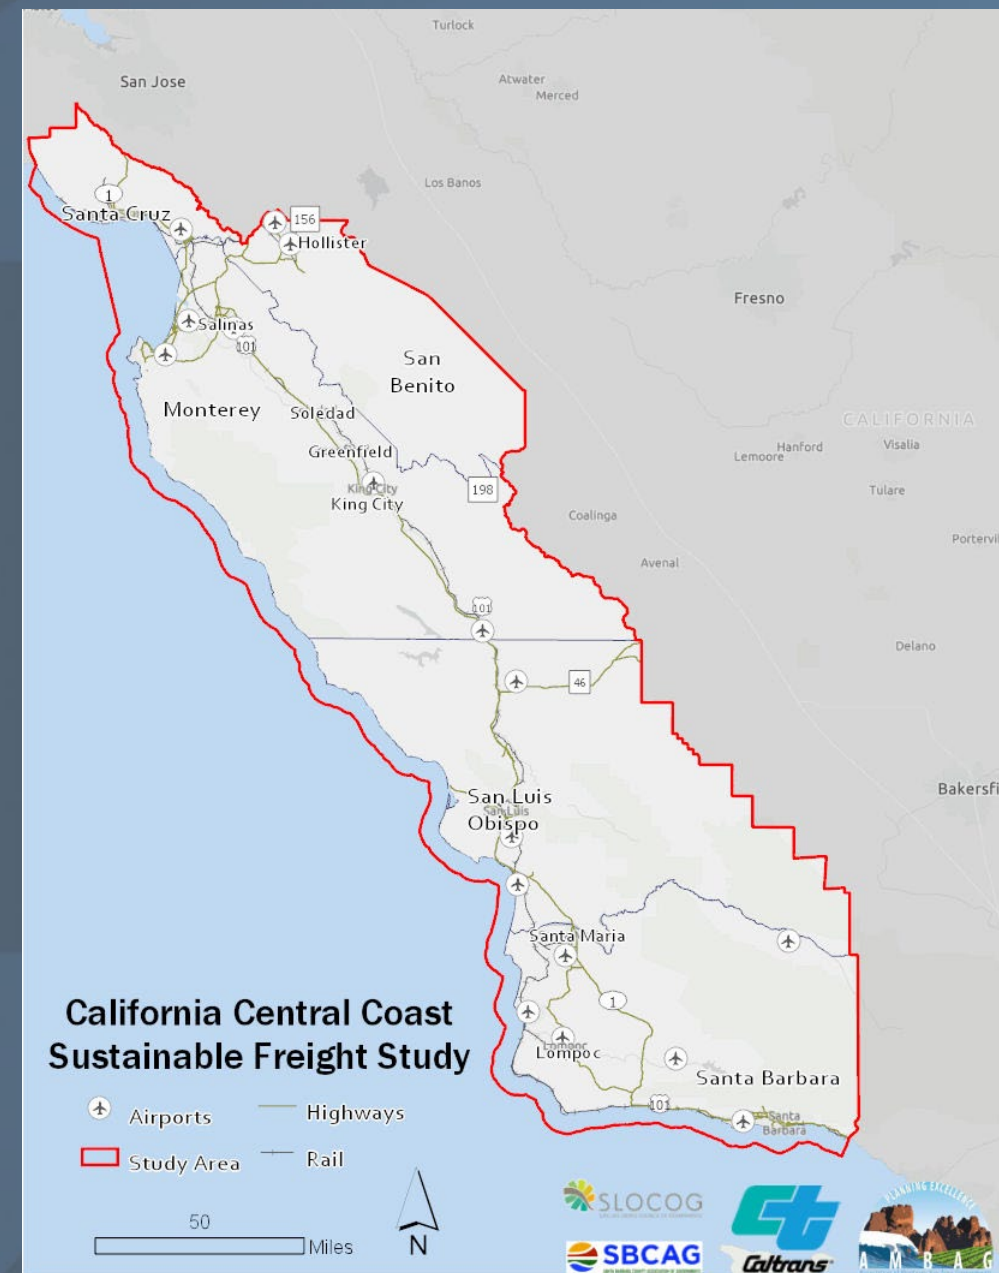 Turlock
San Jose
Atwater
Merced
Los Banos
1
Santa Cruz
156
Hollister
Fresno
Salinas
101
San
Benito
Monterey
Soledad
CALIFORNIA
Hanford
Lemoore
Visalia
Greenfield
King City
King City
198
Tulare
Coalinga
Portervil
Avenal
101
Delano
46
Bakersfi
San Luis
San Luis
Obispo
Santa Maria
1
Lompoc
Lompoc
Santa Barbara
101
Santa
Barbara
California Central Coast
Sustainable Freight Study
Airports
Highways
Study Area
Rail
50
Miles
N
SLOCOG
SBCAG
Caltrans
PLANNING EXCELLENCE
AMBAG